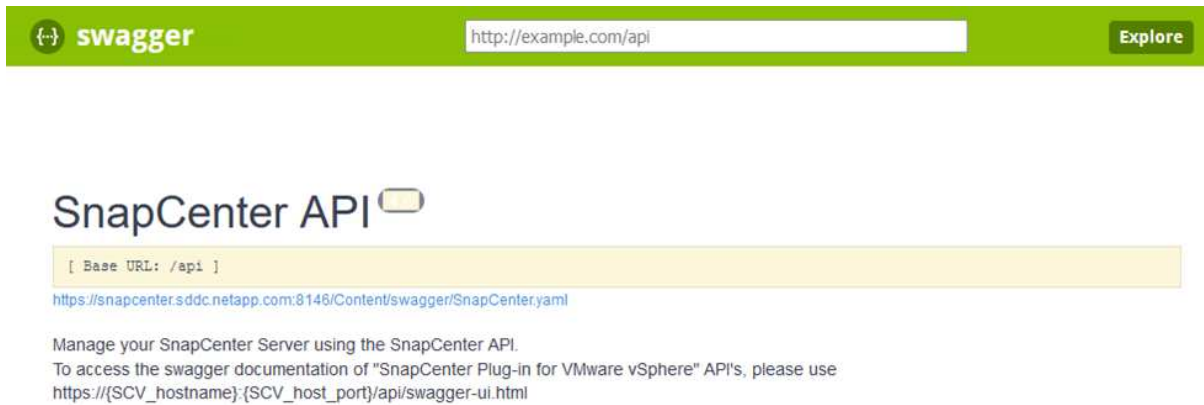 {···} swagger
http://example.com/api
Explore
SnapCenter API
[ Base URL: /api ]
https://snapcenter.sddc.netapp.com:8146/Content/swagger/SnapCenter.yaml
Manage your SnapCenter Server using the SnapCenter API.
To access the swagger documentation of "SnapCenter Plug-in for VMware vSphere" API's, please use
https://{SCV_hostname}:{SCV_host_port}/api/swagger-ui.html